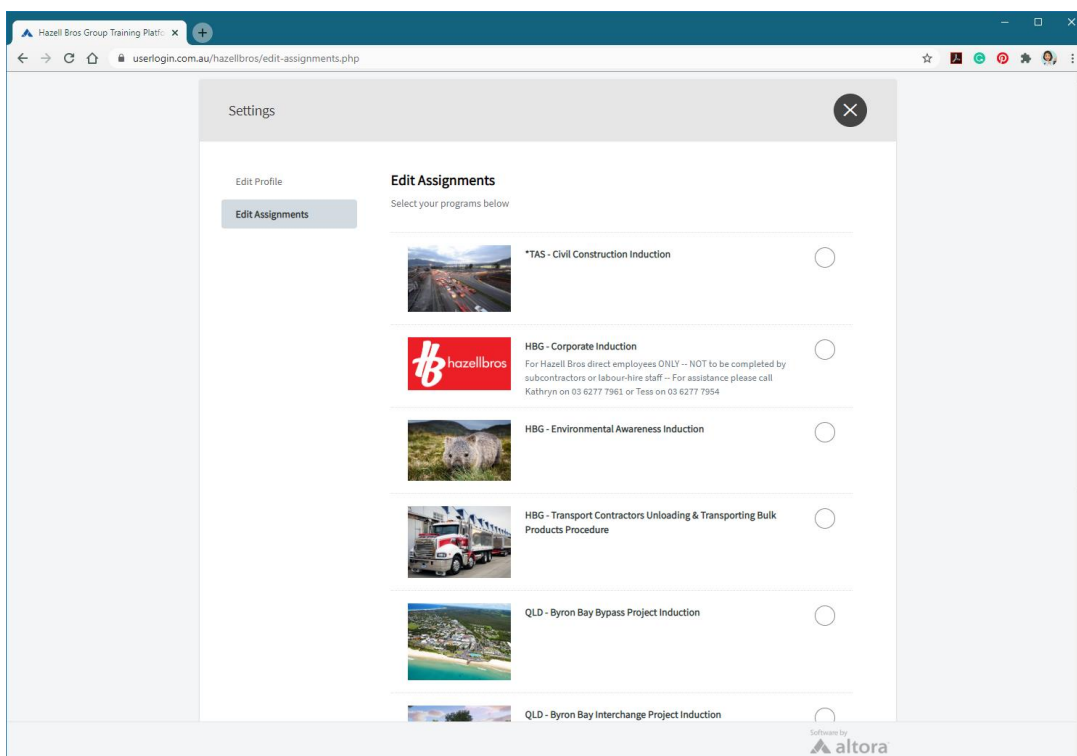 Hazell Bros Group Training Platfo
userlogin.com.au/hazellbros/edit-assignments.php
Settings
Edit Profile
Edit Assignments
Edit Assignments
Select your programs below
*TAS - Civil Construction Induction
hazellbros
HBG - Corporate Induction
For Hazell Bros direct employees ONLY -- NOT to be completed by
subcontractors or labour-hire staff -- For assistance please call
Kathryn on 03 6277 7961 or Tess on 03 6277 7954
HBG - Environmental Awareness Induction
HBG - Transport Contractors Unloading & Transporting Bulk
Products Procedure
QLD - Byron Bay Bypass Project Induction
QLD - Byron Bay Interchange Project Induction
Software by
altora